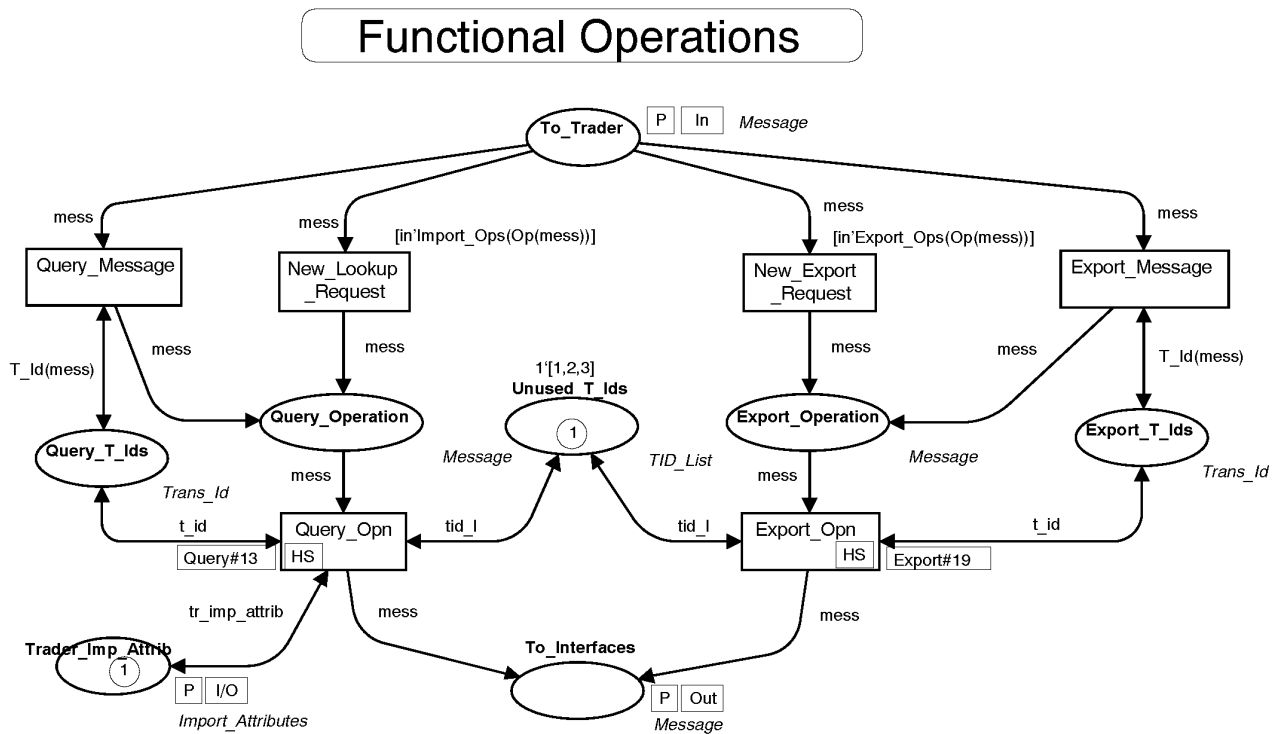 Functional Operations
To_Trader
P
In
Message
mess
mess
mess
mess
[in'Import_Ops(Op(mess))]
[in'Export_Ops(Op(mess))]
Query_Message
New_Lookup
_Request
New_Export
_Request
Export_Message
T_Id(mess)
mess
mess
mess
mess
T_Id(mess)
1‘[1,2,3]
Unused_T_Ids
1
Query_T_Ids
Query_Operation
Export_Operation
Export_T_Ids
Message
TID_List
Message
Trans_Id
Trans_Id
mess
mess
t_id
Query_Opn
HS
Query#13
tid_l
tid_l
Export_Opn
HS
Export#19
t_id
tr_imp_attrib
mess
mess
Trader_Imp_Attrib
1
P
I/O
Import_Attributes
To_Interfaces
P
Out
Message